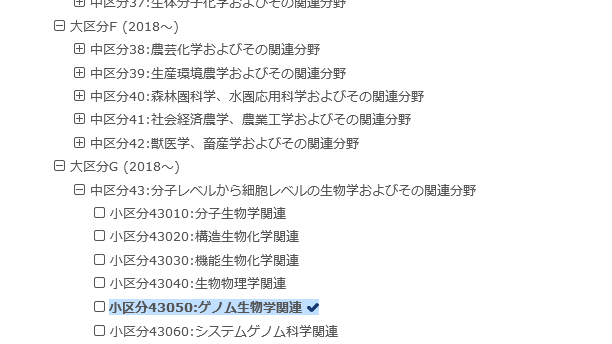 中区分37:生体分子化学およびその関連分野
大区分F (2018～)
中区分38:農芸化学およびその関連分野
中区分39:生産環境農学およびその関連分野
中区分40:森林圏科学、水圏応用科学およびその関連分野
中区分41:社会経済農学、農業工学およびその関連分野
中区分42:獣医学、畜産学およびその関連分野
大区分G (2018～)
中区分43:分子レベルから細胞レベルの生物学およびその関連分野
小区分43010:分子生物学関連
小区分43020:構造生物化学関連
小区分43030:機能生物化学関連
小区分43040:生物物理学関連
小区分43050:ゲノム生物学関連
小区分43060:システムゲノム科学関連